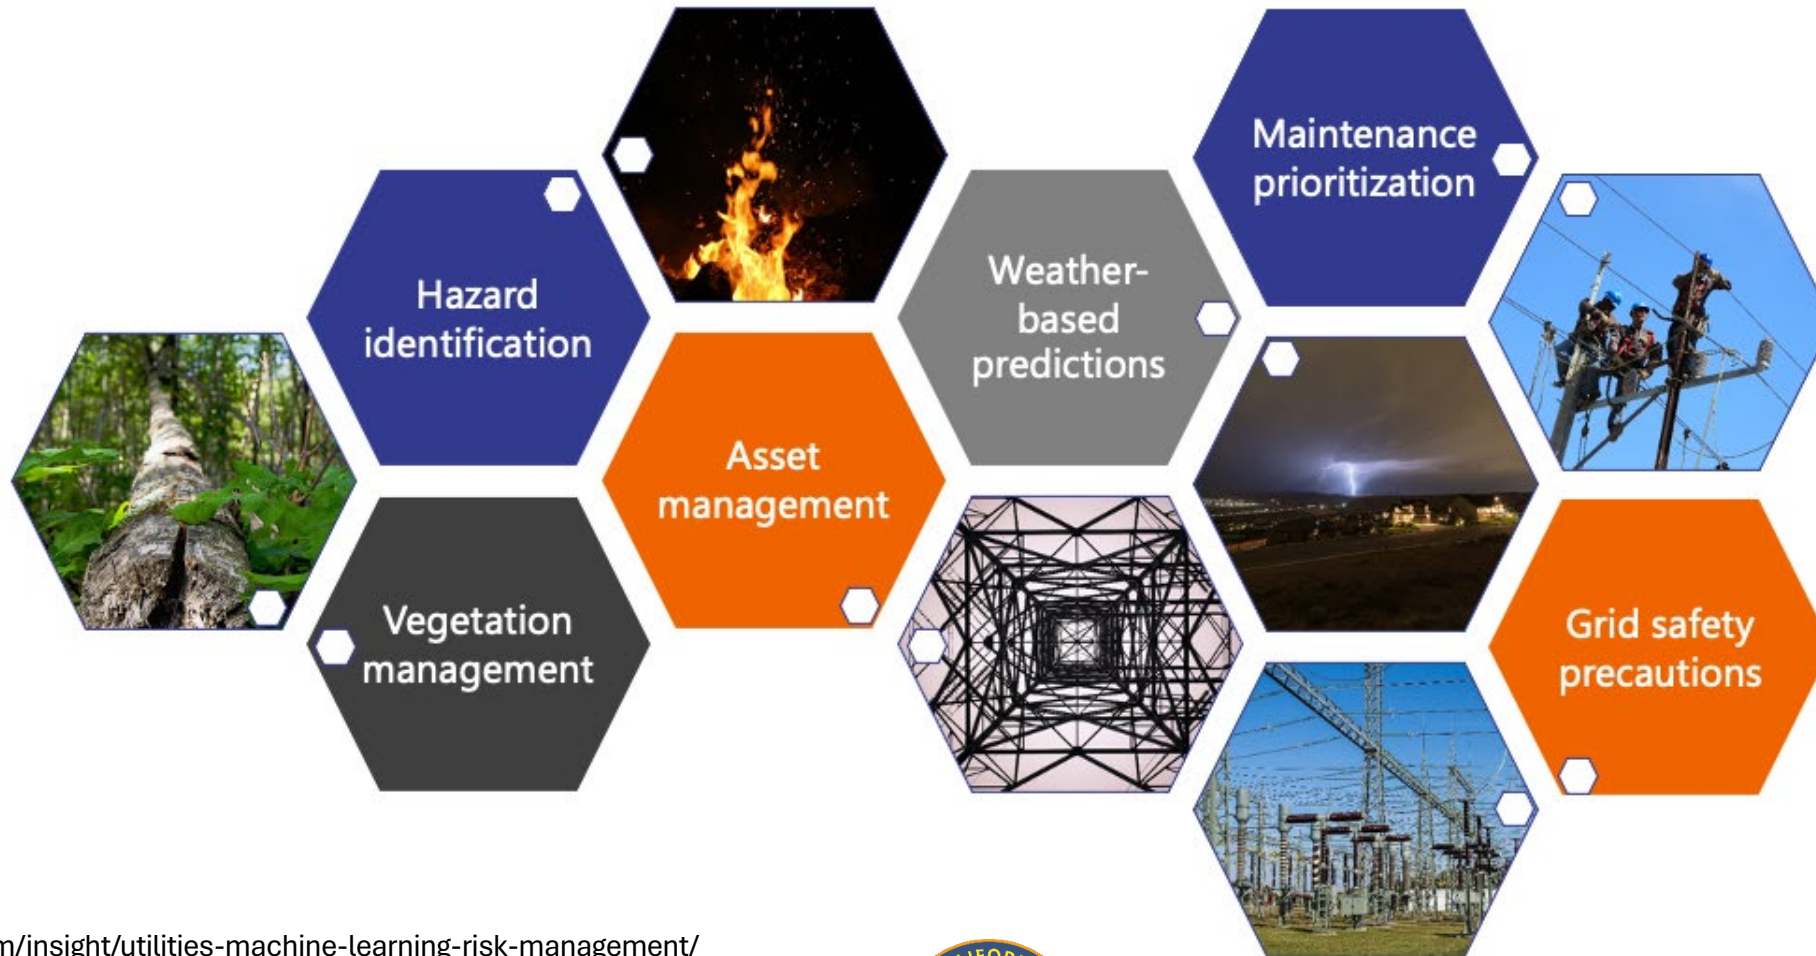 Hazard
identification
Vegetation
management
Asset
management
Weather-
based
predictions
Maintenance
prioritization
Grid safety
precautions
/insight/utilities-machine-learning-risk-management/